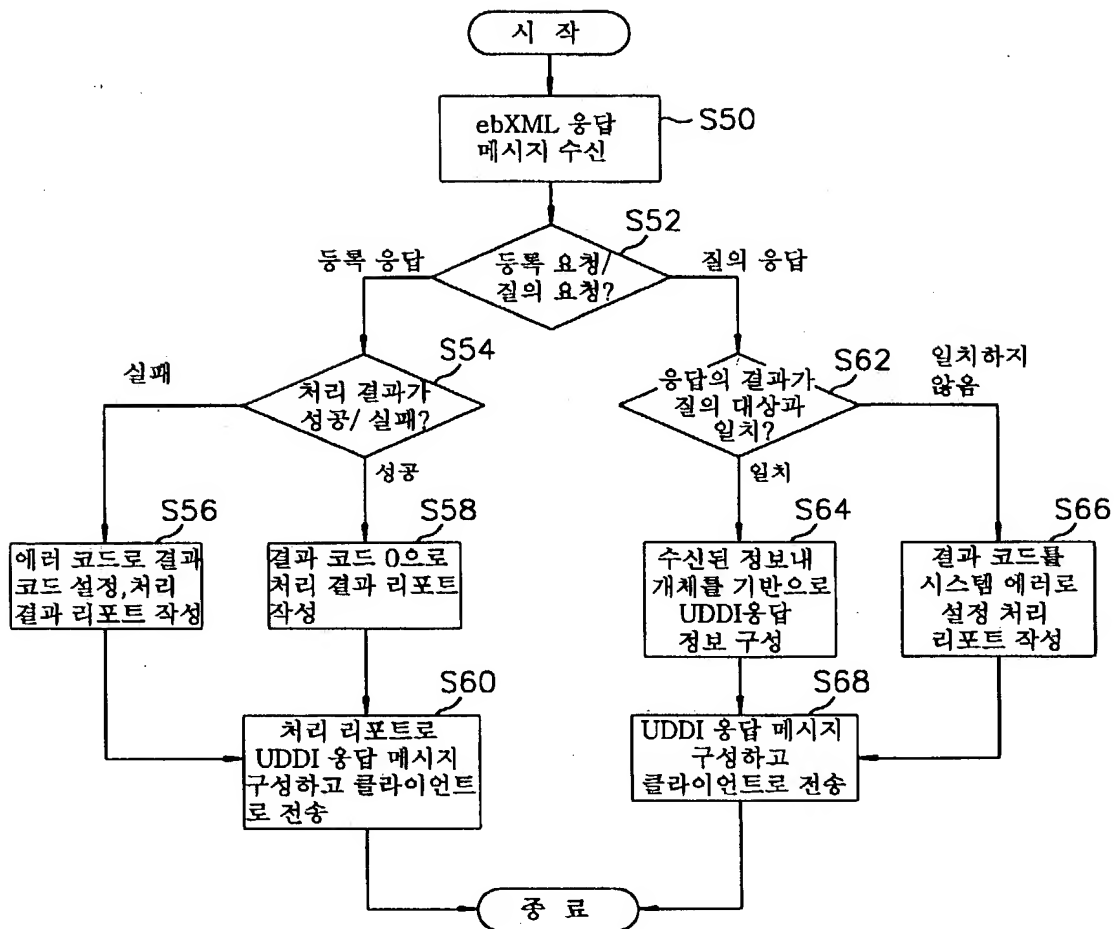 시 작
ebXML 응답
메시지 수신
S50
S52
등록 응답
등록 요청/
질의 요청?
질의 응답
S54
실패
처리 결과가
성공/ 실패?
성공
S62
응답의 결과가
질의 대상과
일치?
일치하지
않음
일치
S56
에러 코드로 결과
코드 설정,처리
결과 리포트 작성
S58
결과 코드 0으로
처리 결과 리포트
작성
S64
수신된 정보내
개체를 기반으로
UDDI응답
정보 구성
S66
결과 코드를
시스템 에러로
설정 처리
리포트 작성
S60
처리 리포트로
UDDI 응답 메시지
구성하고 클라이언트
로 전송
S68
UDDI 응답 메시지
구성하고
클라이언트로 전송
종 료